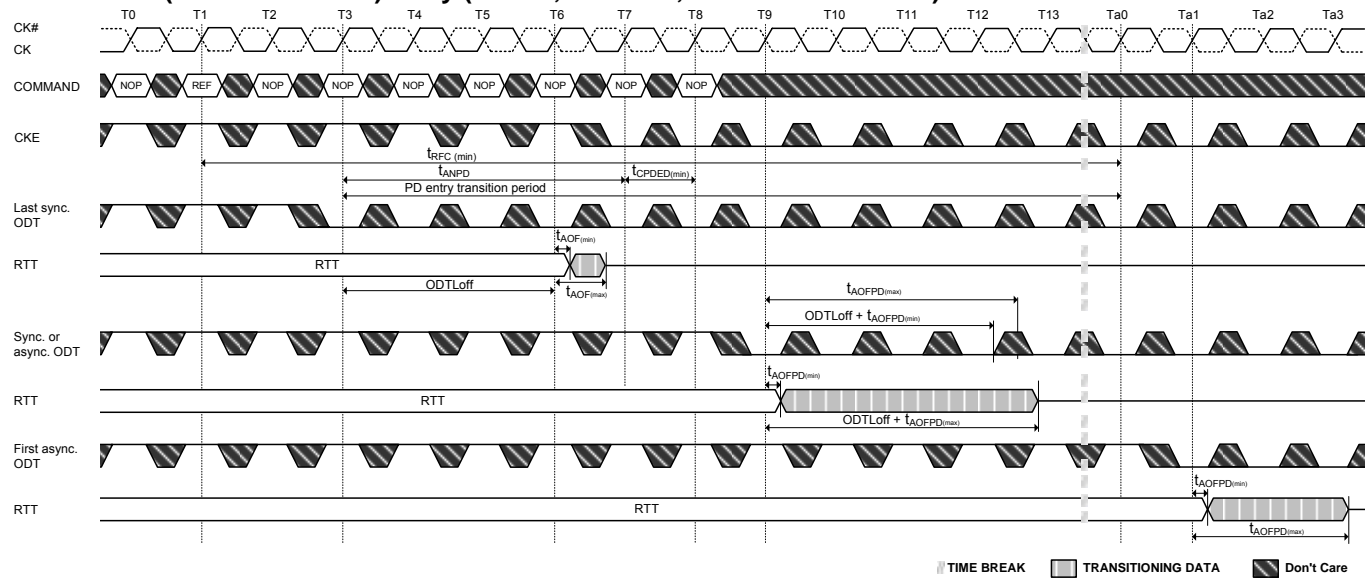 T0 T1 T2 T3 T4 T5 T6 T7 T8 T9 T10 T11 T12 T13 Ta0 Ta1 Ta2 Ta3
CK#
CK
COMMAND NOP REF NOP NOP NOP NOP NOP NOP NOP
CKE
tRFC (min)
tANPD tCPDED(min)
PD entry transition period
Last sync. ODT
tAOF(min)
RTT RTT
ODTLoff tAOF(max)
tAOFPD(max)
ODTLoff + tAOFPD(min)
Sync. or async. ODT
tAOFPD(min)
RTT RTT
ODTLoff + tAOFPD(max)
First async. ODT
tAOFPD(min)
RTT RTT
tAOFPD(max)
TIME BREAK TRANSITIONING DATA Don't Care